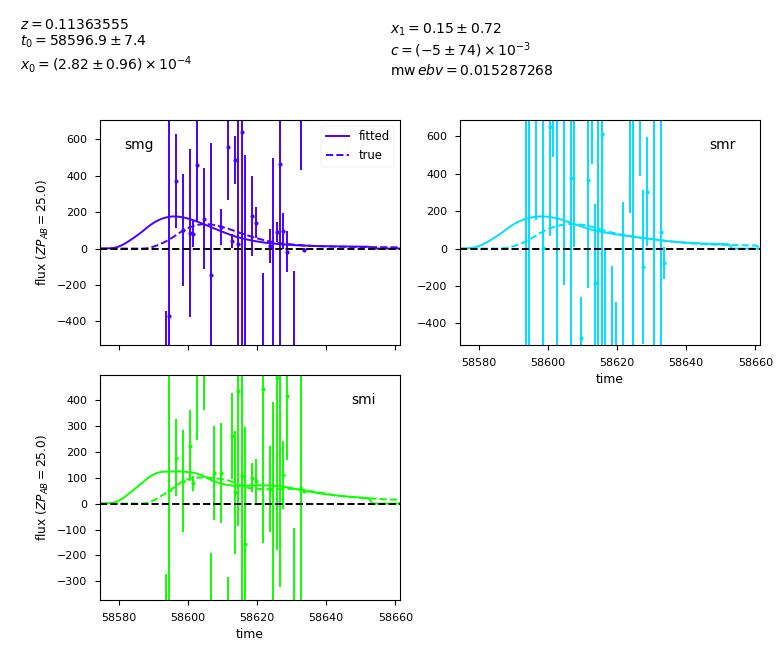 z = 0.11363555
t₀ = 58596.9 ± 7.4
x₀ = (2.82 ± 0.96) × 10⁻⁴
x₁ = 0.15 ± 0.72
c = (−5 ± 74) × 10⁻³
mw ebv = 0.015287268
smg
fitted
true
600
400
200
0
−200
−400
flux (ZP_AB = 25.0)
smr
600
400
200
0
−200
−400
58580 58600 58620 58640 58660
time
smi
400
300
200
100
0
−100
−200
−300
flux (ZP_AB = 25.0)
58580 58600 58620 58640 58660
time